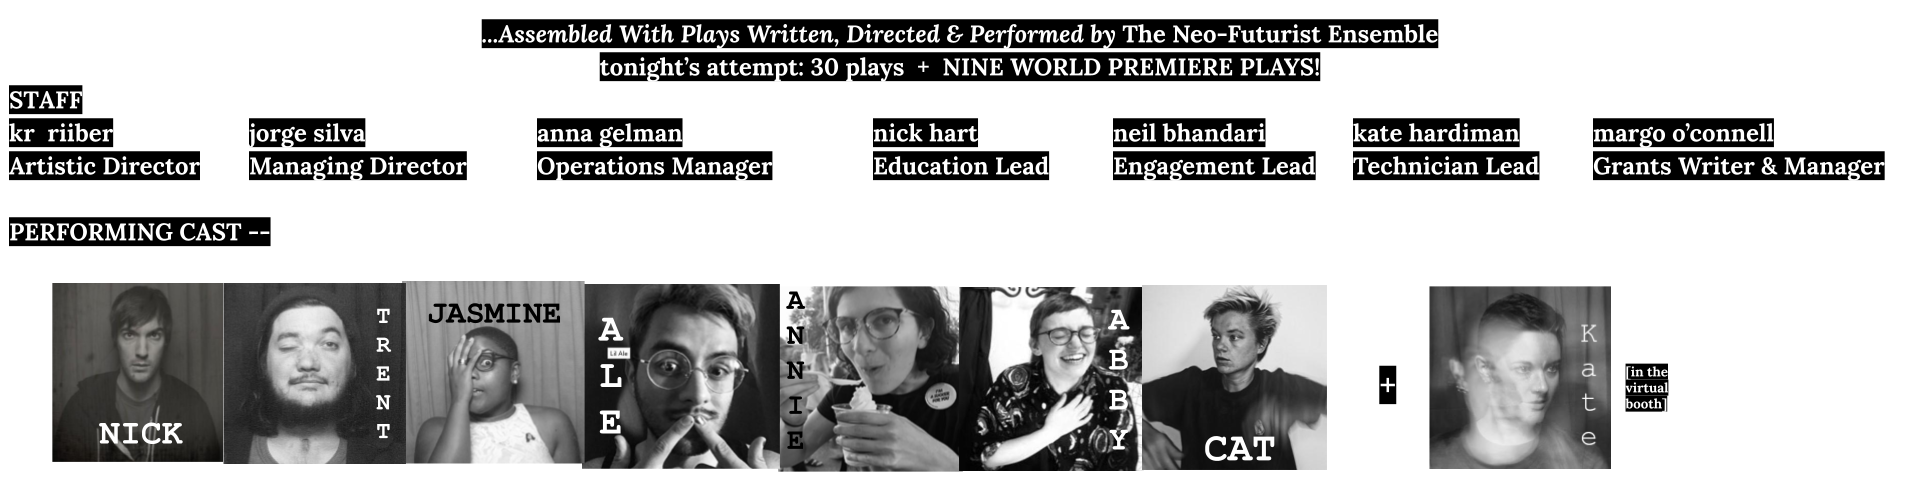 ...Assembled With Plays Written, Directed & Performed by The Neo-Futurist Ensemble
tonight's attempt: 30 plays + NINE WORLD PREMIERE PLAYS!
STAFF
kr riiber jorge silva anna gelman nick hart neil bhandari kate hardiman margo o'connell
Artistic Director Managing Director Operations Manager Education Lead Engagement Lead Technician Lead Grants Writer & Manager
PERFORMING CAST --
NICK
TRENT
JASMINE
ALE
Lil Ale
ANNIE
ABBY
CAT
+
Kate
[in the
virtual
booth]